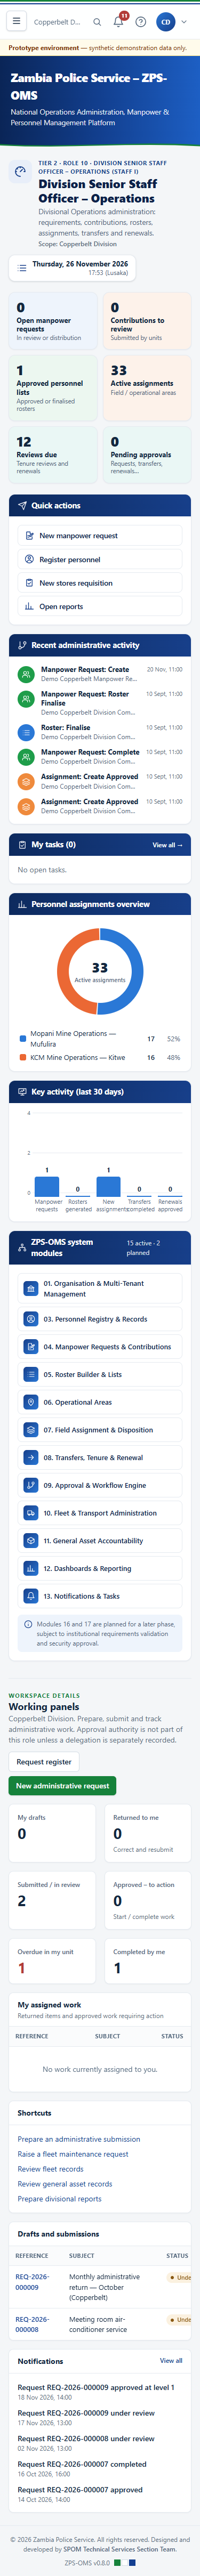 Copperbelt D...
11
CD
Prototype environment — synthetic demonstration data only.
Zambia Police Service – ZPS-
OMS
National Operations Administration, Manpower &
Personnel Management Platform
TIER 2 · ROLE 10 · DIVISION SENIOR STAFF
OFFICER – OPERATIONS (STAFF I)
Division Senior Staff
Officer – Operations
Divisional Operations administration:
requirements, contributions, rosters,
assignments, transfers and renewals.
Scope: Copperbelt Division
Thursday, 26 November 2026
17:53 (Lusaka)
0
Open manpower
requests
In review or distribution
0
Contributions to
review
Submitted by units
1
Approved personnel
lists
Approved or finalised
rosters
33
Active assignments
Field / operational areas
12
Reviews due
Tenure reviews and
renewals
0
Pending approvals
Requests, transfers,
renewals...
Quick actions
New manpower request
Register personnel
New stores requisition
Open reports
Recent administrative activity
Manpower Request: Create
20 Nov, 11:00
Demo Copperbelt Manpower Re...
Manpower Request: Roster
Finalise
10 Sept, 11:00
Demo Copperbelt Division Com...
Roster: Finalise
10 Sept, 11:00
Demo Copperbelt Division Com...
Manpower Request: Complete
10 Sept, 11:00
Demo Copperbelt Division Com...
Assignment: Create Approved
10 Sept, 11:00
Demo Copperbelt Division Com...
Assignment: Create Approved
10 Sept, 11:00
Demo Copperbelt Division Com...
My tasks (0)
View all →
No open tasks.
Personnel assignments overview
33
Active assignments
Mopani Mine Operations —
Mufulira
17 52%
KCM Mine Operations — Kitwe
16 48%
Key activity (last 30 days)
4
2
0
1
0
1
0
0
Manpower
requests
Rosters
generated
New
assignments
Transfers
completed
Renewals
approved
ZPS-OMS system
modules
15 active · 2
planned
01. Organisation & Multi-Tenant
Management
03. Personnel Registry & Records
04. Manpower Requests & Contributions
05. Roster Builder & Lists
06. Operational Areas
07. Field Assignment & Disposition
08. Transfers, Tenure & Renewal
09. Approval & Workflow Engine
10. Fleet & Transport Administration
11. General Asset Accountability
12. Dashboards & Reporting
13. Notifications & Tasks
Modules 16 and 17 are planned for a later phase,
subject to institutional requirements validation
and security approval.
WORKSPACE DETAILS
Working panels
Copperbelt Division. Prepare, submit and track
administrative work. Approval authority is not part of
this role unless a delegation is separately recorded.
Request register
New administrative request
My drafts
0
Returned to me
0
Correct and resubmit
Submitted / in review
2
Approved – to action
0
Start / complete work
Overdue in my unit
1
Completed by me
1
My assigned work
Returned items and approved work requiring action
REFERENCE SUBJECT STATUS
No work currently assigned to you.
Shortcuts
Prepare an administrative submission
Raise a fleet maintenance request
Review fleet records
Review general asset records
Prepare divisional reports
Drafts and submissions
REFERENCE SUBJECT STATUS
REQ-2026-
000009
Monthly administrative
return — October
(Copperbelt)
Unde
REQ-2026-
000008
Meeting room air-
conditioner service
Unde
Notifications
View all
Request REQ-2026-000009 approved at level 1
18 Nov 2026, 14:00
Request REQ-2026-000009 under review
17 Nov 2026, 13:00
Request REQ-2026-000008 under review
02 Nov 2026, 13:00
Request REQ-2026-000007 completed
16 Oct 2026, 16:00
Request REQ-2026-000007 approved
14 Oct 2026, 14:00
© 2026 Zambia Police Service. All rights reserved. Designed and
developed by SPOM Technical Services Section Team.
ZPS-OMS v0.8.0